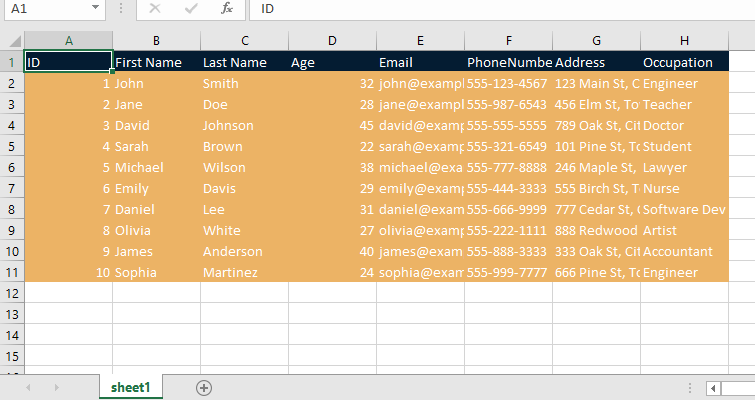 A1 fx ID
A B C D E F G H
1 ID First Name Last Name Age Email PhoneNumbe Address Occupation
2 1 John Smith 32 john@exampl 555-123-4567 123 Main St, C Engineer
3 2 Jane Doe 28 jane@examp 555-987-6543 456 Elm St, To Teacher
4 3 David Johnson 45 david@examp 555-555-5555 789 Oak St, Cit Doctor
5 4 Sarah Brown 22 sarah@examp 555-321-6549 101 Pine St, To Student
6 5 Michael Wilson 38 michael@exa 555-777-8888 246 Maple St, Lawyer
7 6 Emily Davis 29 emily@examp 555-444-3333 555 Birch St, T Nurse
8 7 Daniel Lee 31 daniel@exam 555-666-9999 777 Cedar St, Software Dev
9 8 Olivia White 27 olivia@examp 555-222-1111 888 Redwood Artist
10 9 James Anderson 40 james@exam 555-888-3333 333 Oak St, Cit Accountant
11 10 Sophia Martinez 24 sophia@exam 555-999-7777 666 Pine St, To Engineer
12
13
14
15
sheet1